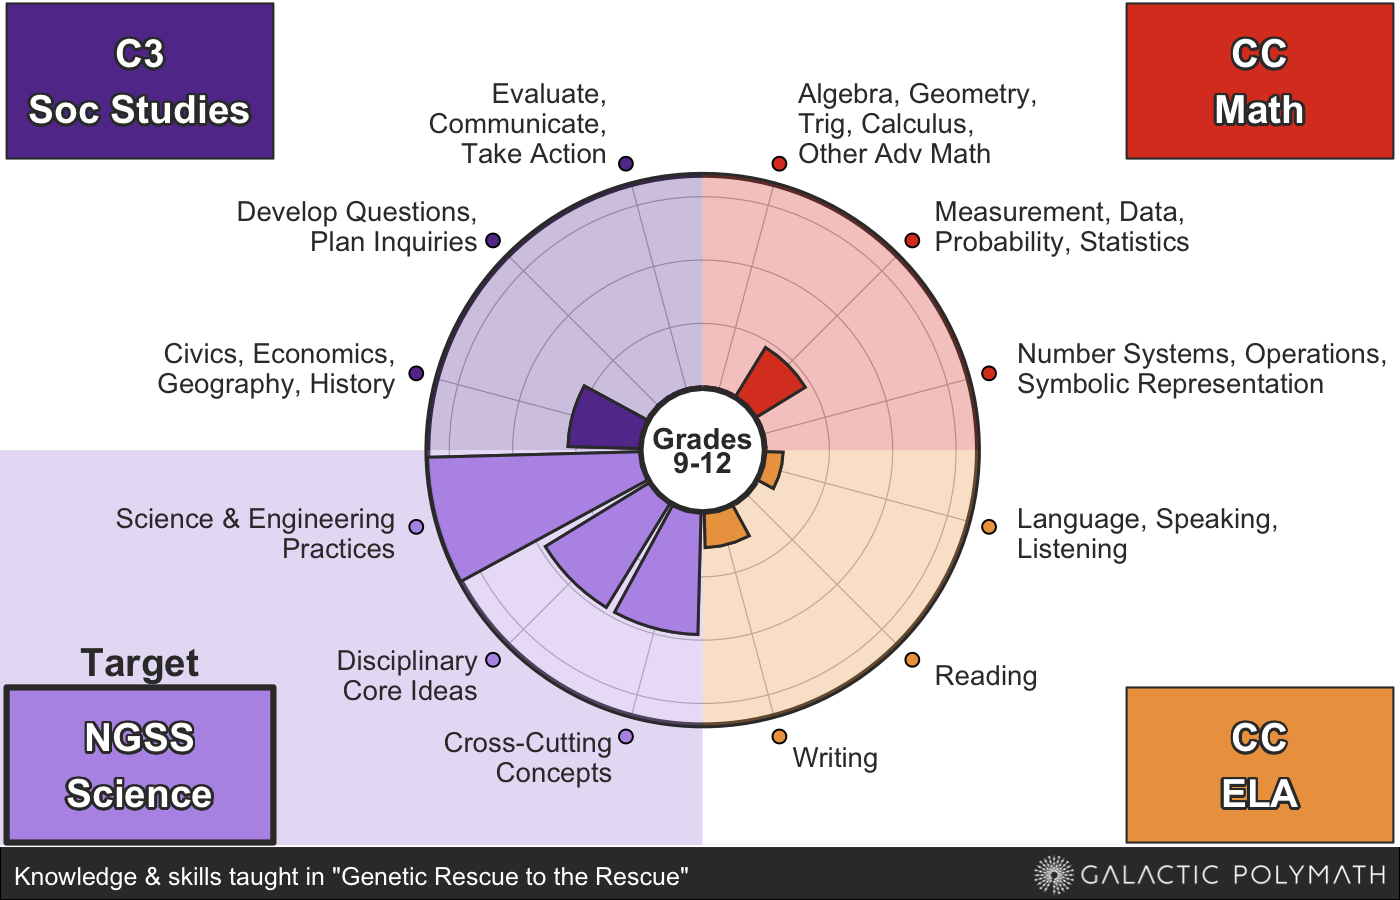 C3
Soc Studies
CC
Math
Evaluate,
Communicate,
Take Action
Algebra, Geometry,
Trig, Calculus,
Other Adv Math
Develop Questions,
Plan Inquiries
Measurement, Data,
Probability, Statistics
Civics, Economics,
Geography, History
Number Systems, Operations,
Symbolic Representation
Grades
9-12
Science & Engineering
Practices
Language, Speaking,
Listening
Disciplinary
Core Ideas
Reading
Cross-Cutting
Concepts
Writing
Target
NGSS
Science
CC
ELA
Knowledge & skills taught in "Genetic Rescue to the Rescue"
GALACTIC POLYMATH